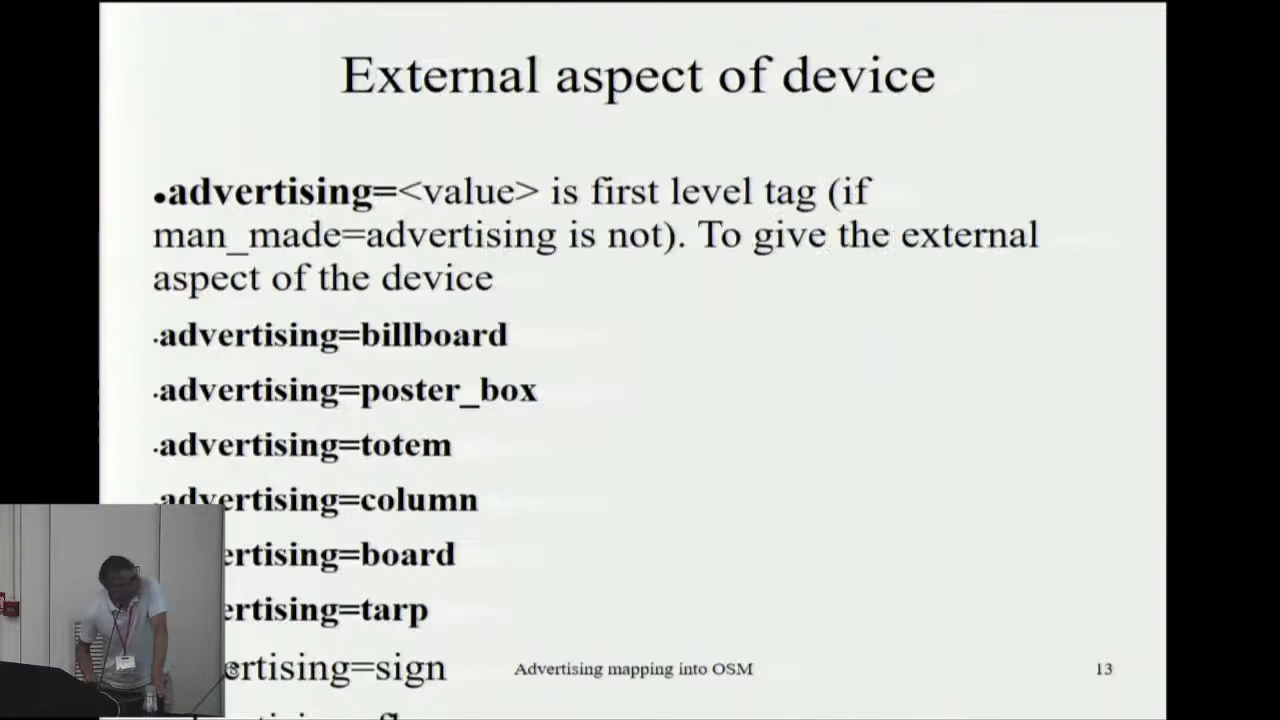 External aspect of device
•advertising=<value> is first level tag (if
man_made=advertising is not). To give the external
aspect of the device
·advertising=billboard
·advertising=poster_box
·advertising=totem
advertising=column
ertising=board
ertising=tarp
ertising=sign
Advertising mapping into OSM
13